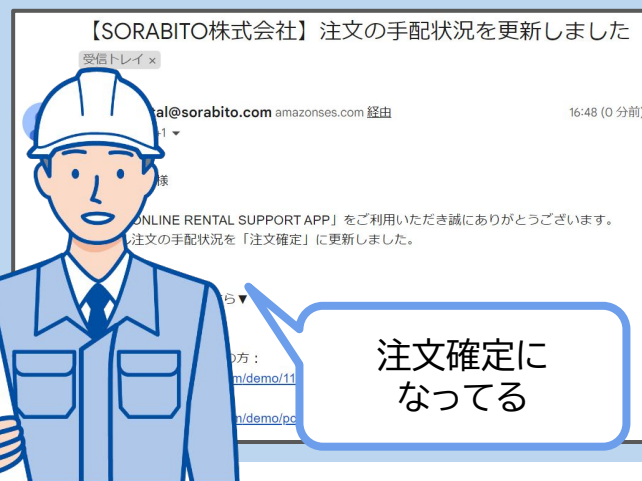 【SORABITO株式会社】注文の手配状況を更新しました
受信トレイ ×
al@sorabito.com amazonses.com 経由
16:48 (0 分前)
様
ONLINE RENTAL SUPPORT APP」をご利用いただき誠にありがとうございます。
注文の手配状況を「注文確定」に更新しました。
ら▼
の方：
m/demo/11
m/demo/pc
注文確定に
なってる